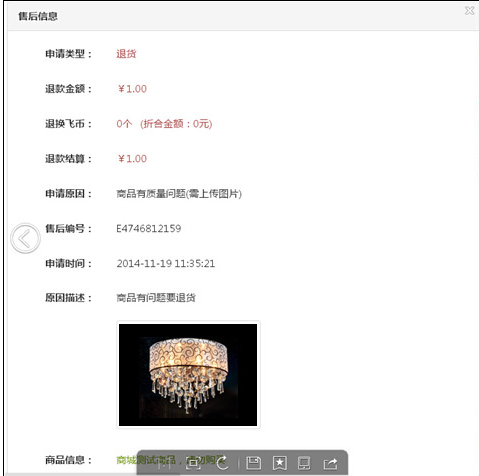 售后信息
申请类型： 退货
退款金额： ￥1.00
退换飞币： 0个 (折合金额：0元)
退款结算： ￥1.00
申请原因： 商品有质量问题(需上传图片)
售后编号： E4746812159
申请时间： 2014-11-19 11:35:21
原因描述： 商品有问题要退货
商品信息： 商城测试商品，请勿购买